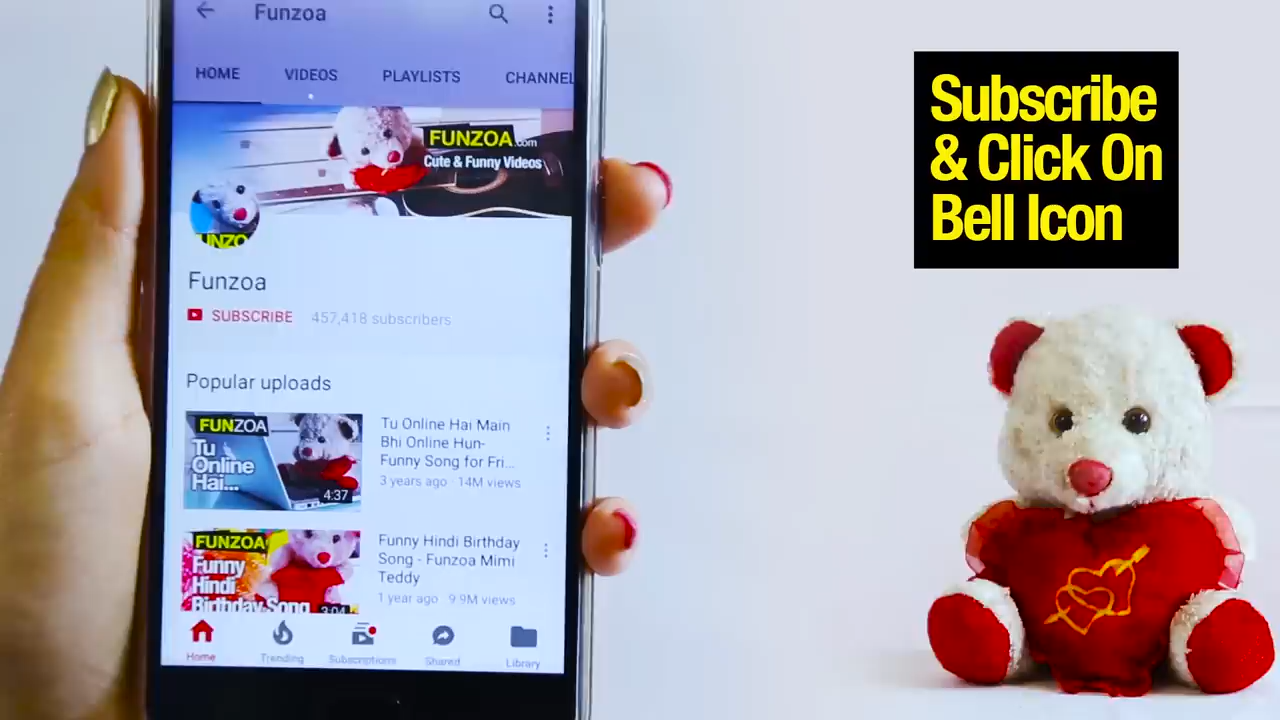 Funzoa
HOME VIDEOS PLAYLISTS CHANNEL
FUNZOA.com
Cute & Funny Videos
UNZO
Funzoa
SUBSCRIBE 457,418 subscribers
Popular uploads
FUNZOA
Tu
Online
Hai...
4:37
Tu Online Hai Main
Bhi Online Hun-
Funny Song for Fri...
3 years ago · 14M views
FUNZOA
Funny
Hindi
Birthday Song
3:04
Funny Hindi Birthday
Song - Funzoa Mimi
Teddy
1 year ago · 9.9M views
Home Trending Subscriptions Shared Library
Subscribe
& Click On
Bell Icon